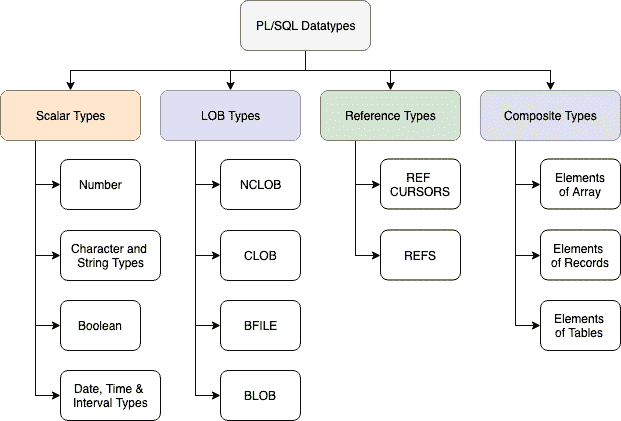 PL/SQL Datatypes
Scalar Types
LOB Types
Reference Types
Composite Types
Number
Character and
String Types
Boolean
Date, Time &
Interval Types
NCLOB
CLOB
BFILE
BLOB
REF
CURSORS
REFS
Elements
of Array
Elements
of Records
Elements
of Tables